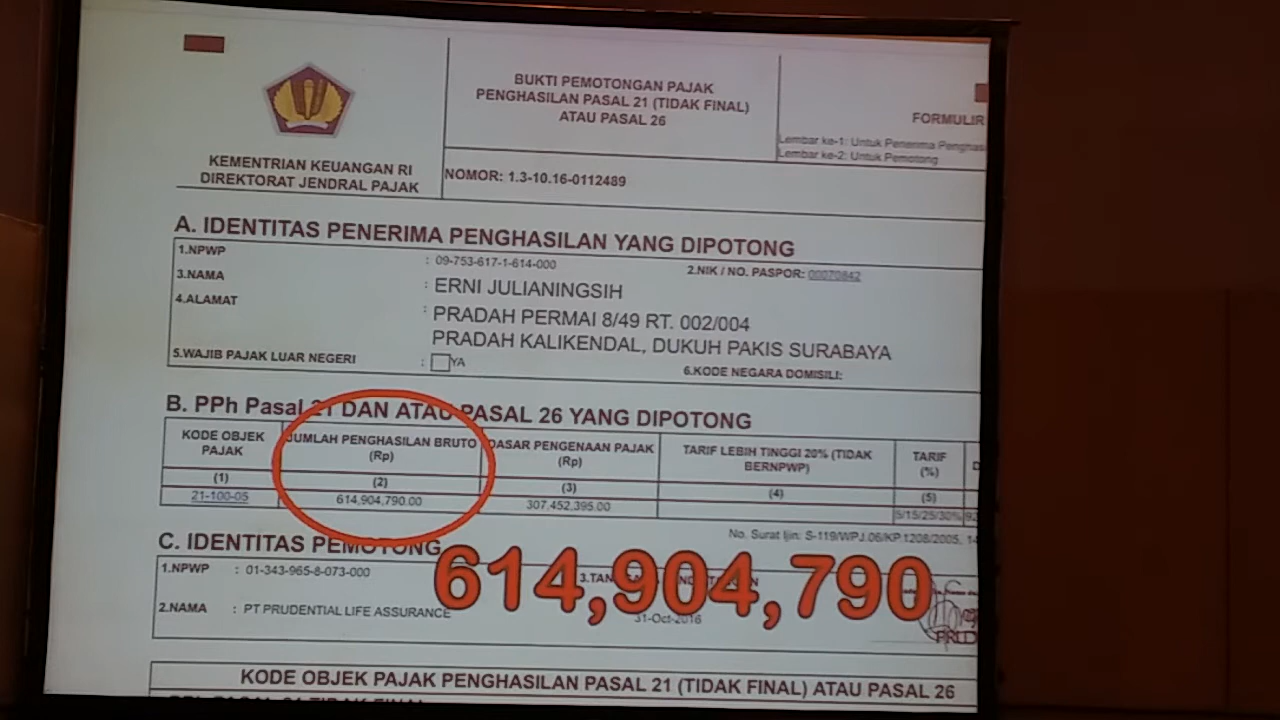 BUKTI PEMOTONGAN PAJAK
PENGHASILAN PASAL 21 (TIDAK FINAL)
ATAU PASAL 26
FORMULIR
Lembar ke-1: Untuk Penerima Penghas
Lembar ke-2: Untuk Pemotong
KEMENTRIAN KEUANGAN RI
DIREKTORAT JENDRAL PAJAK
NOMOR: 1.3-10.16-0112489
A. IDENTITAS PENERIMA PENGHASILAN YANG DIPOTONG
1.NPWP : 09-753-617-1-614-000 2.NIK / NO. PASPOR: 00070842
3.NAMA : ERNI JULIANINGSIH
4.ALAMAT : PRADAH PERMAI 8/49 RT. 002/004
PRADAH KALIKENDAL, DUKUH PAKIS SURABAYA
5.WAJIB PAJAK LUAR NEGERI : YA 6.KODE NEGARA DOMISILI:
B. PPh Pasal 21 DAN ATAU PASAL 26 YANG DIPOTONG
KODE OBJEK PAJAK JUMLAH PENGHASILAN BRUTO (Rp) DASAR PENGENAAN PAJAK (Rp) TARIF LEBIH TINGGI 20% (TIDAK BERNPWP) TARIF (%)
(1) (2) (3) (4) (5)
21-100-05 614,904,790.00 307,452,395.00 5/15/25/30%
No. Surat Ijin: S-119/WPJ.06/KP.1208/2005, 14
C. IDENTITAS PEMOTONG
614,904,790
1.NPWP : 01-343-965-8-073-000
2.NAMA : PT PRUDENTIAL LIFE ASSURANCE 31-Oct-2016
KODE OBJEK PAJAK PENGHASILAN PASAL 21 (TIDAK FINAL) ATAU PASAL 26